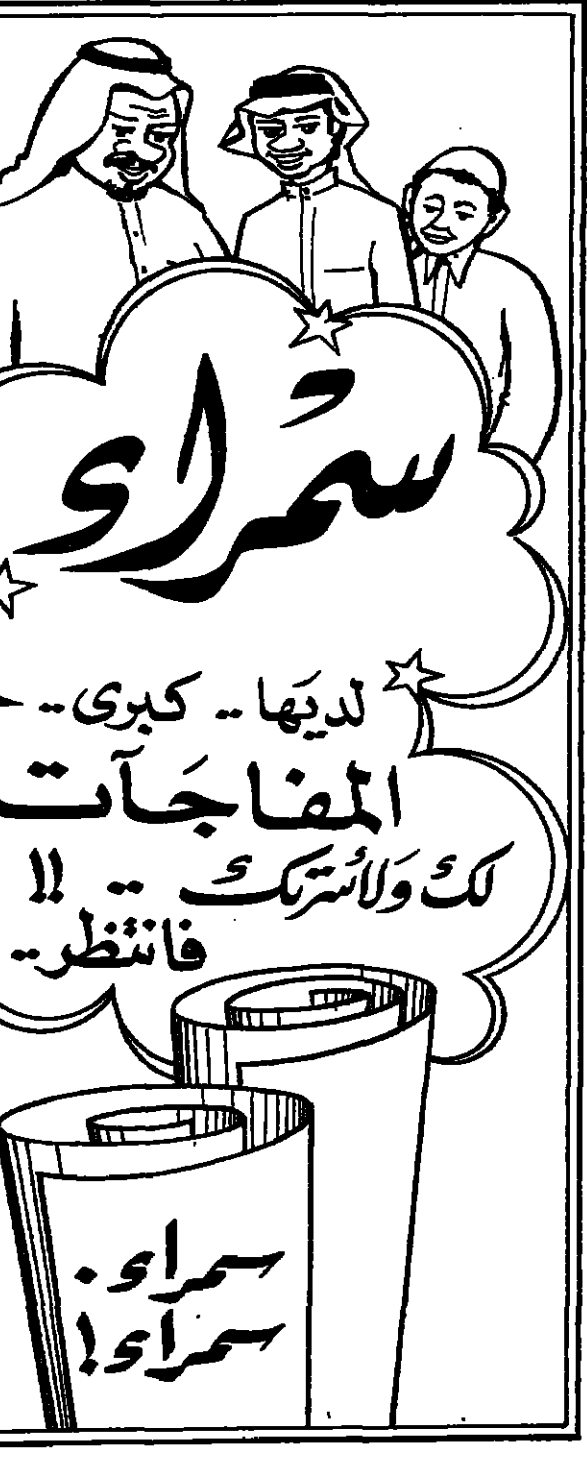 سمراء
لديها .. كبرى ..
المفاجآت
لك ولأسرتك .. !!
فانتظر ..
سمراء .
سمراء !